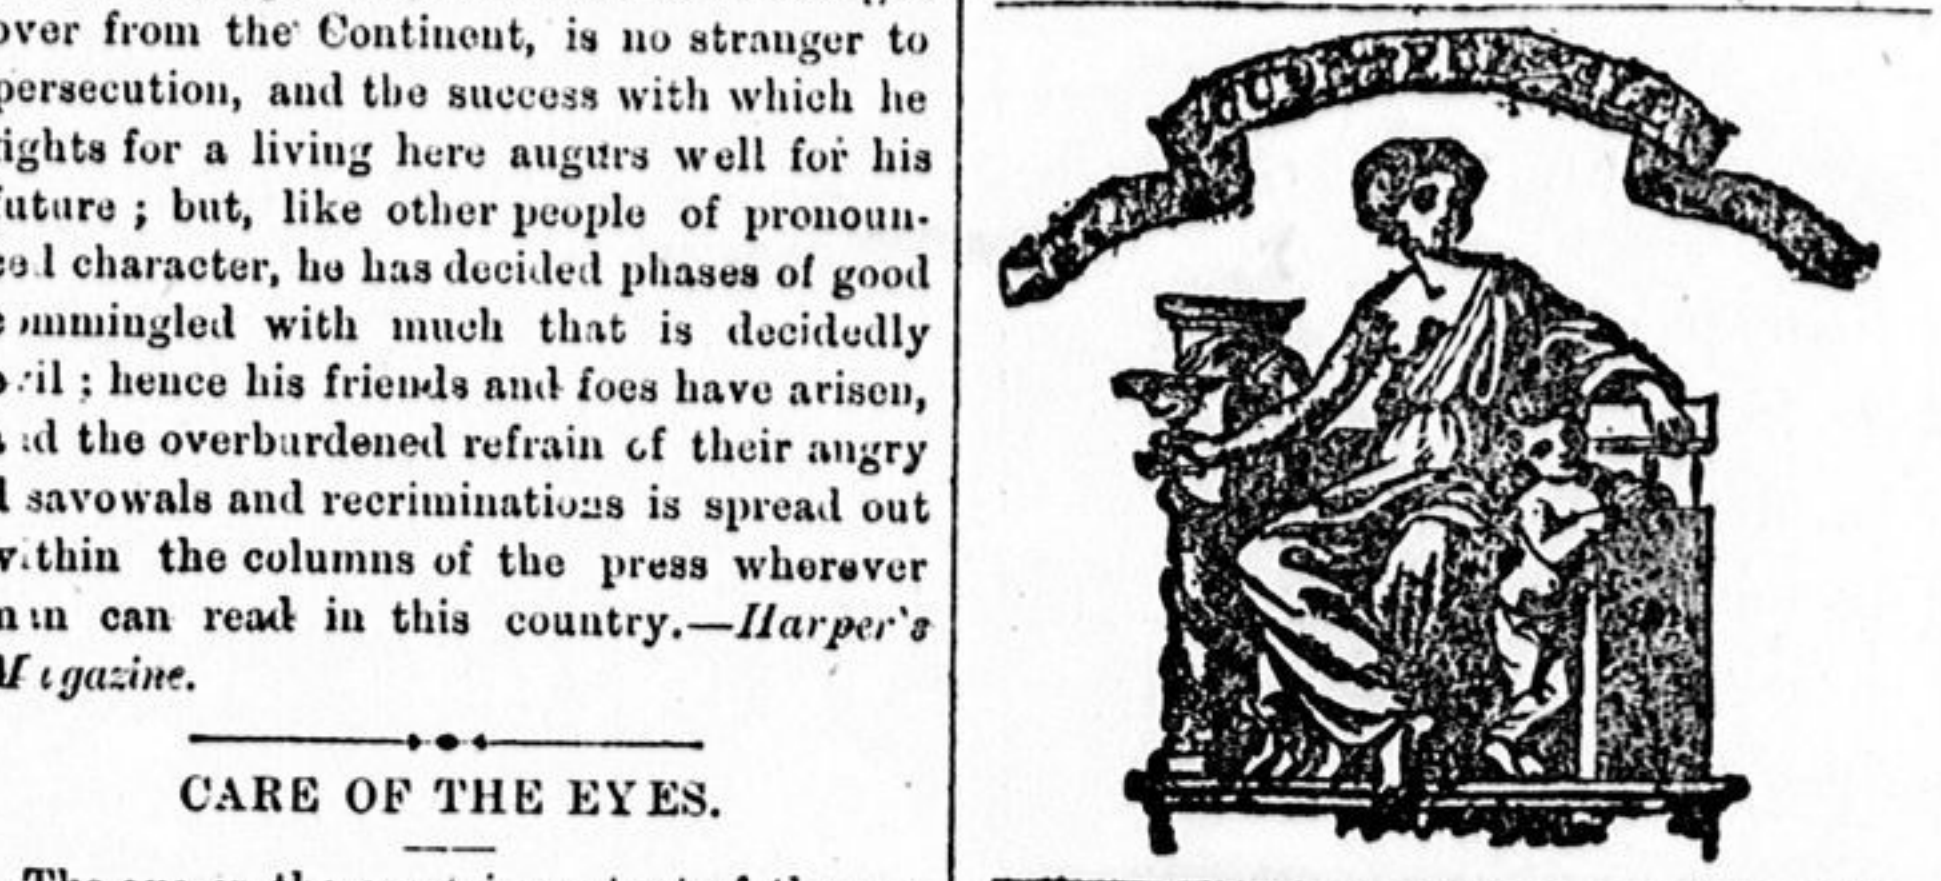 over from the Continent, is no stranger to
persecution, and the success with which he
ights for a living here augurs well for his
future ; but, like other people of pronoun-
ced character, he has decided phases of good
commingled with much that is decidedly
evil ; hence his friends and foes have arisen,
and the overburdened refrain of their angry
savowals and recriminations is spread out
within the columns of the press wherever
man can read in this country.—Harper's
Magazine.
CARE OF THE EYES.